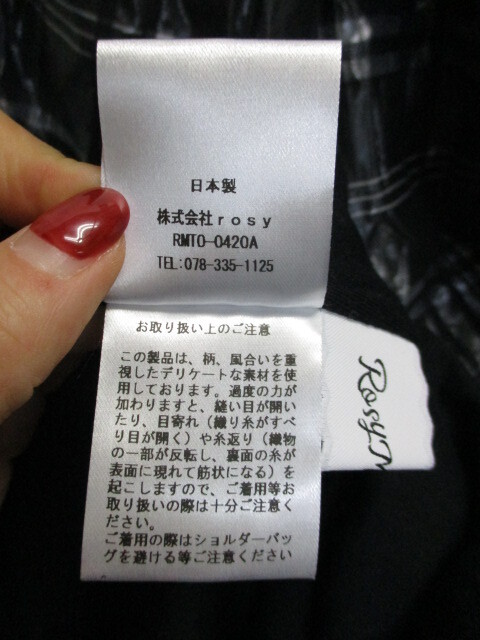 日本製
株式会社rosy
RMTO-0420A
TEL:078-335-1125
お取り扱い上のご注意
この製品は、柄、風合いを重
視したデリケートな素材を使
用しております。過度の力が
加わりますと、縫い目が開い
たり、目寄れ（織り糸がすべ
り目が開く）や糸返り（織物
の一部が反転し、裏面の糸が
表面に現れて筋状になる）を
起こしますので、ご着用等お
取り扱いの際は十分ご注意く
ださい。
ご着用の際はショルダーバッ
グを避ける等ご注意ください
Rosy'